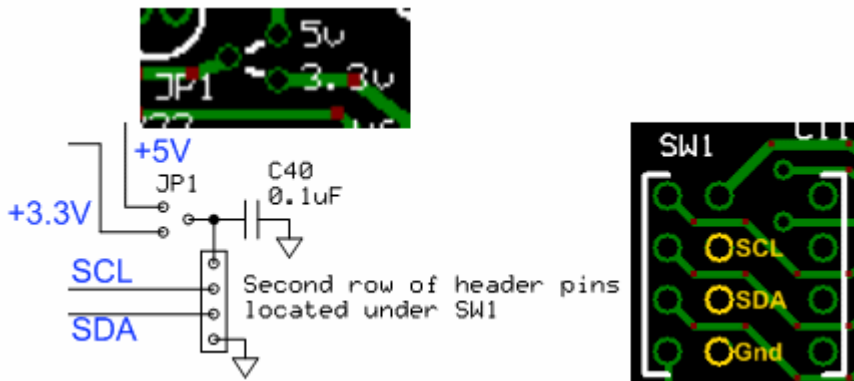 5v
3.3v
JP1
+5V
JP1
C40
0.1uF
+3.3V
SCL
SDA
Second row of header pins
located under SW1
SW1
SCL
SDA
Gnd